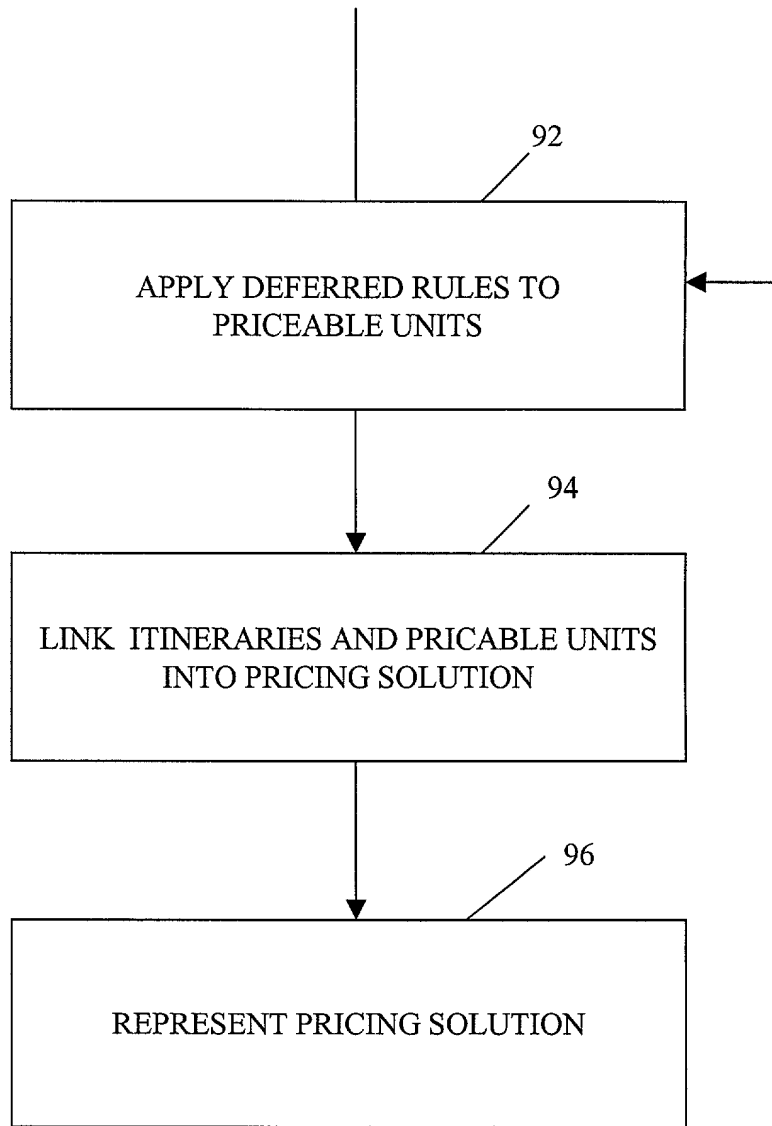 92
APPLY DEFERRED RULES TO
PRICEABLE UNITS
94
LINK ITINERARIES AND PRICABLE UNITS
INTO PRICING SOLUTION
96
REPRESENT PRICING SOLUTION